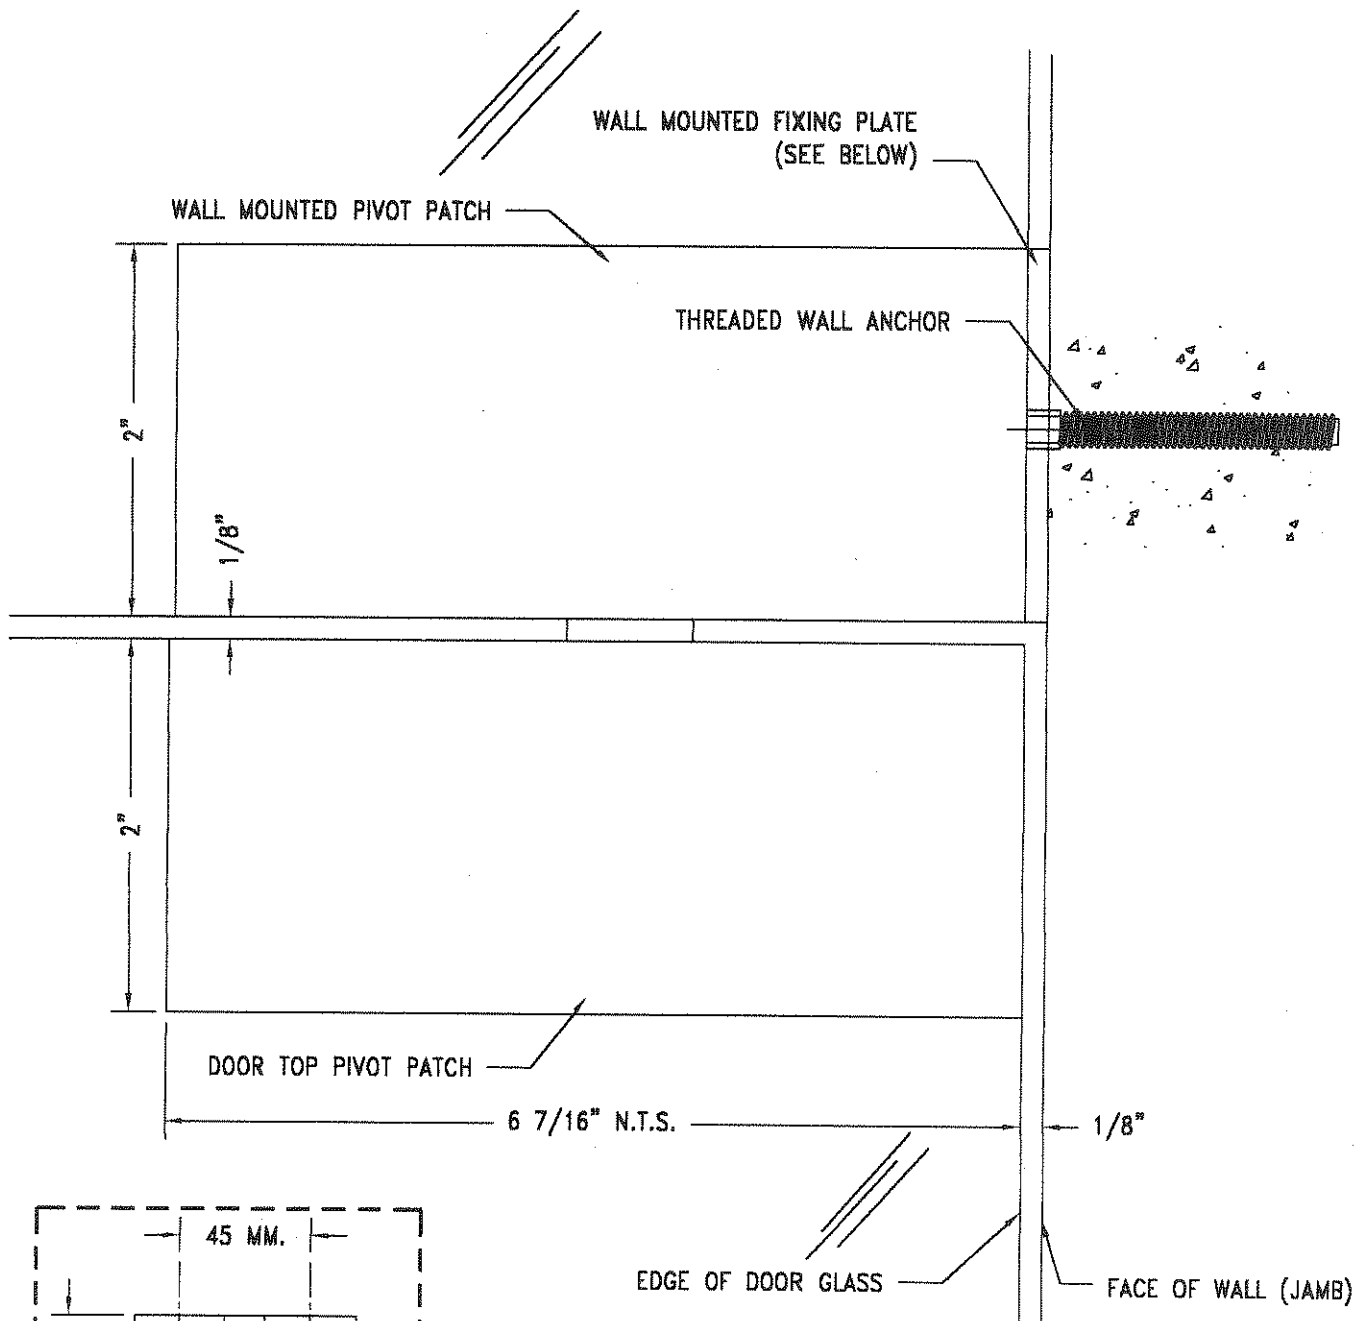 WALL MOUNTED FIXING PLATE
(SEE BELOW)
WALL MOUNTED PIVOT PATCH
THREADED WALL ANCHOR
2"
1/8"
2"
DOOR TOP PIVOT PATCH
6 7/16" N.T.S.
1/8"
45 MM.
EDGE OF DOOR GLASS
FACE OF WALL (JAMB)